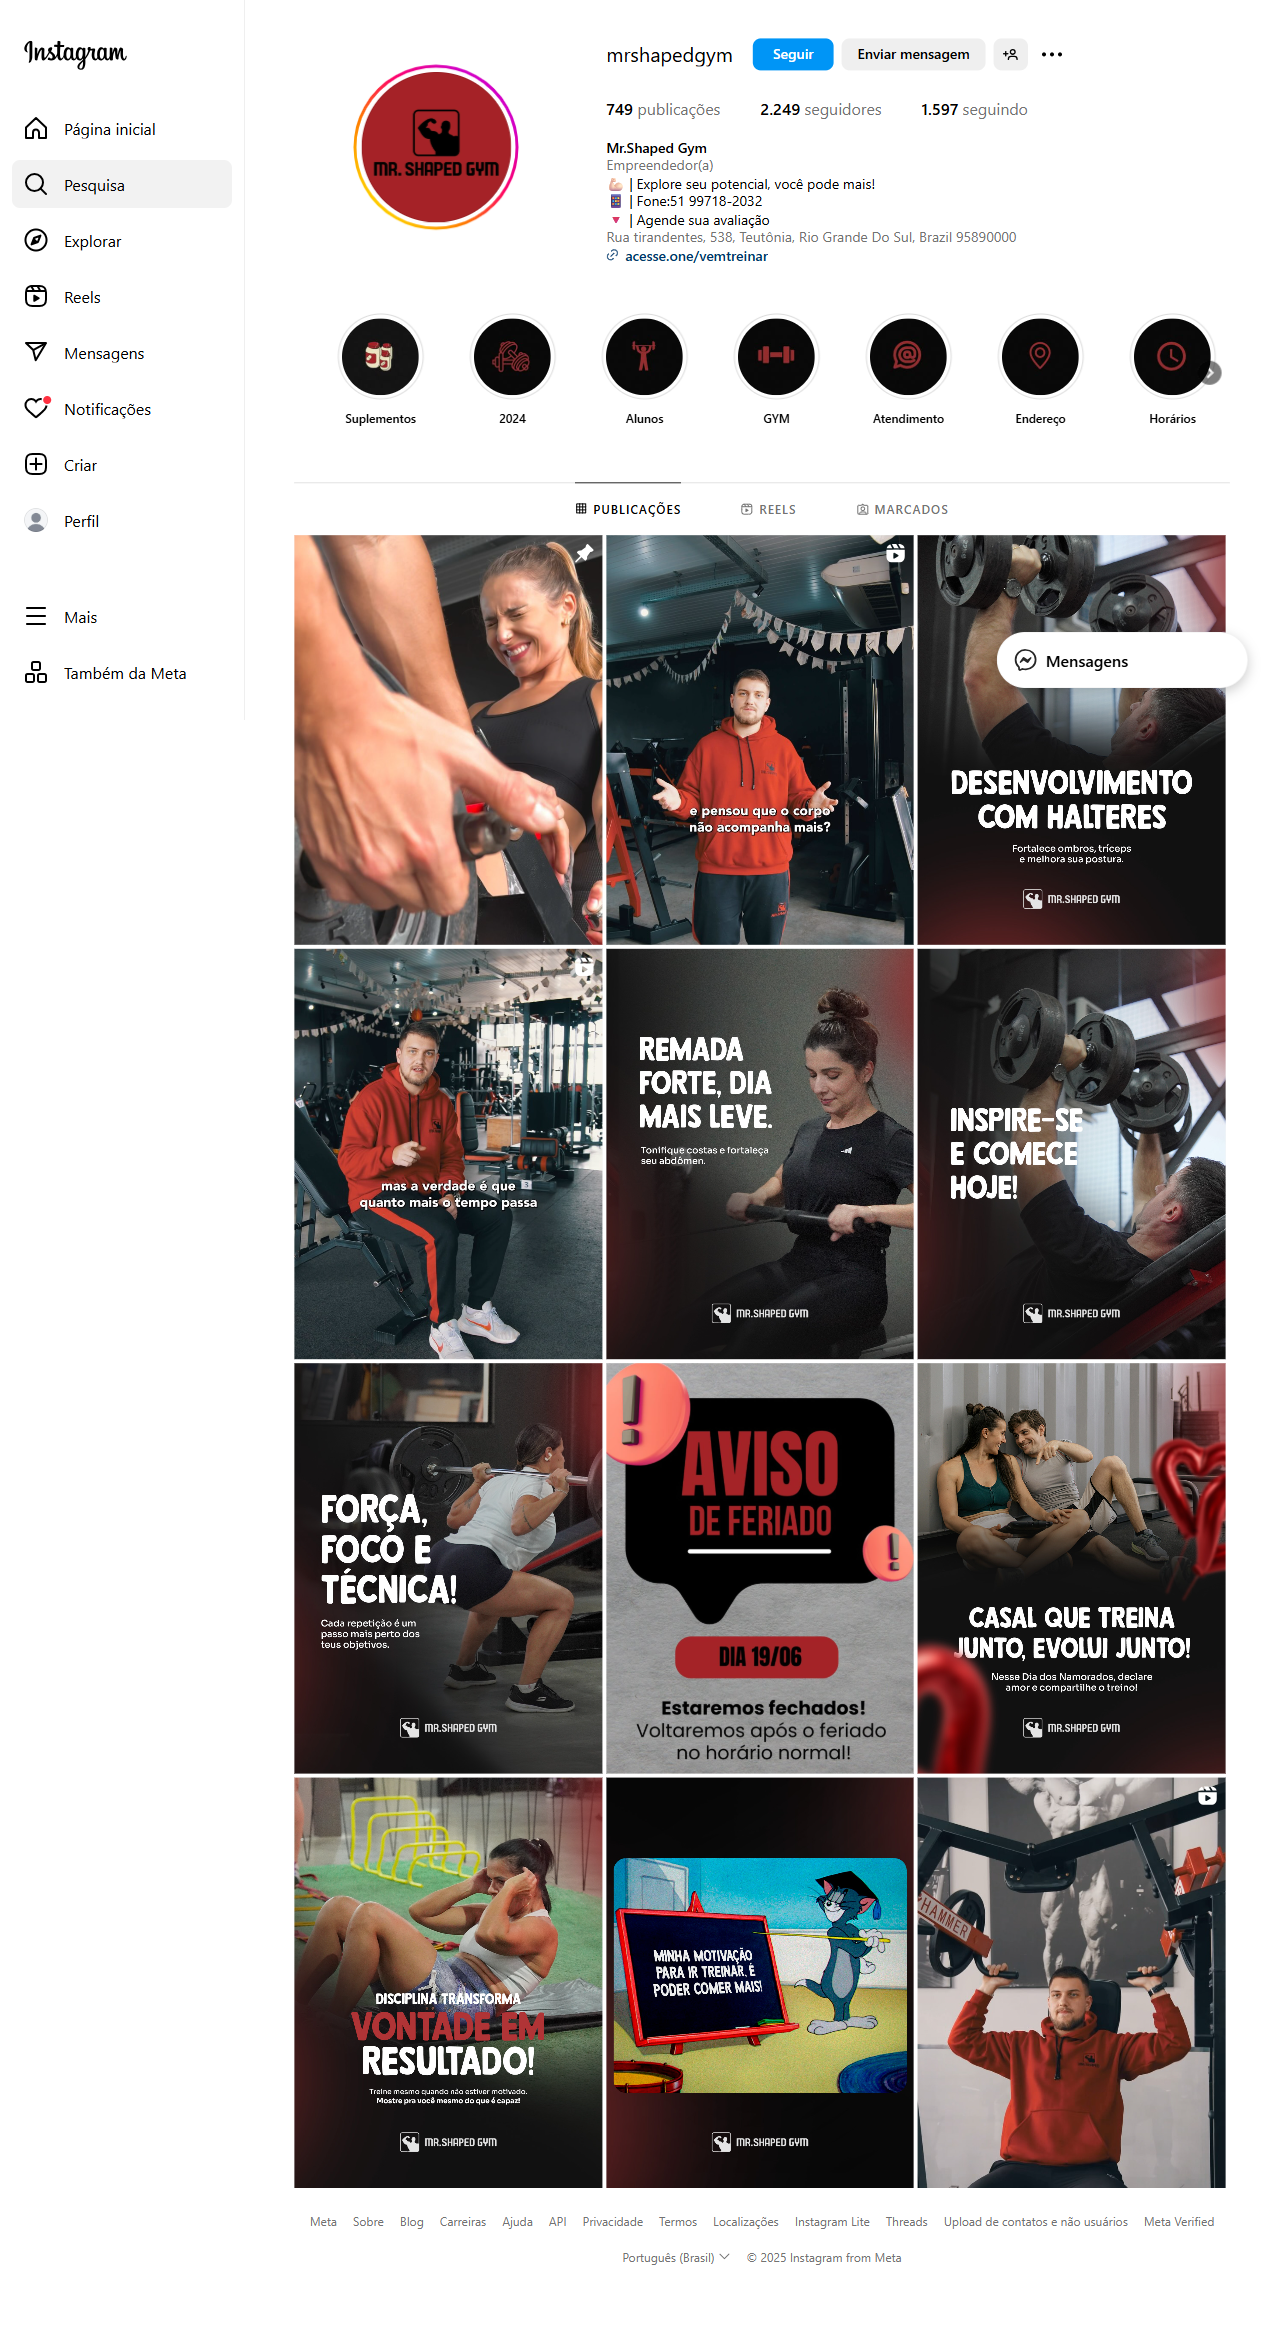 Instagram
Página inicial
Pesquisa
Explorar
Reels
Mensagens
Notificações
Criar
Perfil
Mais
Também da Meta
mrshapedgym
Seguir
Enviar mensagem
749 publicações 2.249 seguidores 1.597 seguindo
MR. SHAPED GYM
Mr.Shaped Gym
Empreendedor(a)
💪🏻 | Explore seu potencial, você pode mais!
📱 | Fone:51 99718-2032
🔻 | Agende sua avaliação
Rua tirandentes, 538, Teutônia, Rio Grande Do Sul, Brazil 95890000
acesse.one/vemtreinar
Suplementos
2024
Alunos
GYM
Atendimento
Endereço
Horários
PUBLICAÇÕES
REELS
MARCADOS
e pensou que o corpo
não acompanha mais?
Mensagens
DESENVOLVIMENTO
COM HALTERES
Fortalece ombros, tríceps
e melhora sua postura.
MR.SHAPED GYM
mas a verdade é que
quanto mais o tempo passa
REMADA
FORTE, DIA
MAIS LEVE.
Tonifique costas e fortaleça
seu abdômen.
MR.SHAPED GYM
INSPIRE-SE
E COMECE
HOJE!
MR.SHAPED GYM
FORÇA,
FOCO E
TÉCNICA!
Cada repetição é um
passo mais perto dos
teus objetivos.
MR.SHAPED GYM
AVISO
DE FERIADO
DIA 19/06
Estaremos fechados!
Voltaremos após o feriado
no horário normal!
CASAL QUE TREINA
JUNTO, EVOLUI JUNTO!
Nesse Dia dos Namorados, declare
amor e compartilhe o treino!
MR.SHAPED GYM
DISCIPLINA TRANSFORMA
VONTADE EM
RESULTADO!
Treine mesmo quando não estiver motivado.
Mostre pra você mesmo do que é capaz!
MR.SHAPED GYM
MINHA MOTIVAÇÃO
PARA IR TREINAR, É
PODER COMER MAIS!
MR.SHAPED GYM
HAMMER
Meta Sobre Blog Carreiras Ajuda API Privacidade Termos Localizações Instagram Lite Threads Upload de contatos e não usuários Meta Verified
Português (Brasil) © 2025 Instagram from Meta